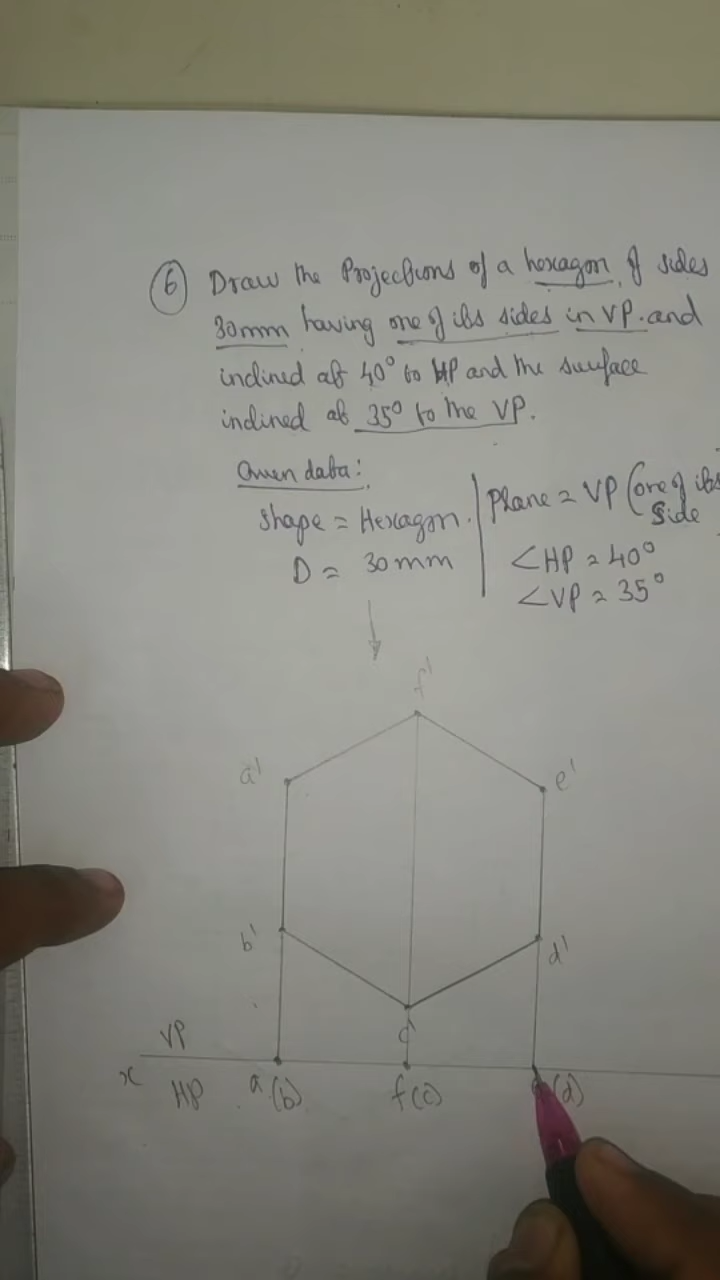 6 Draw the Projections of a hexagon of sides
30mm having one of its sides in VP. and
inclined at 40° to HP and the surface
inclined at 35° to the VP.
Given data:
Shape = Hexagon.
D = 30mm
Plane = VP (one of its
Side
∠HP = 40°
∠VP = 35°
f'
a' e'
b' d'
c'
VP
x
HP a (b) f(c) (d)